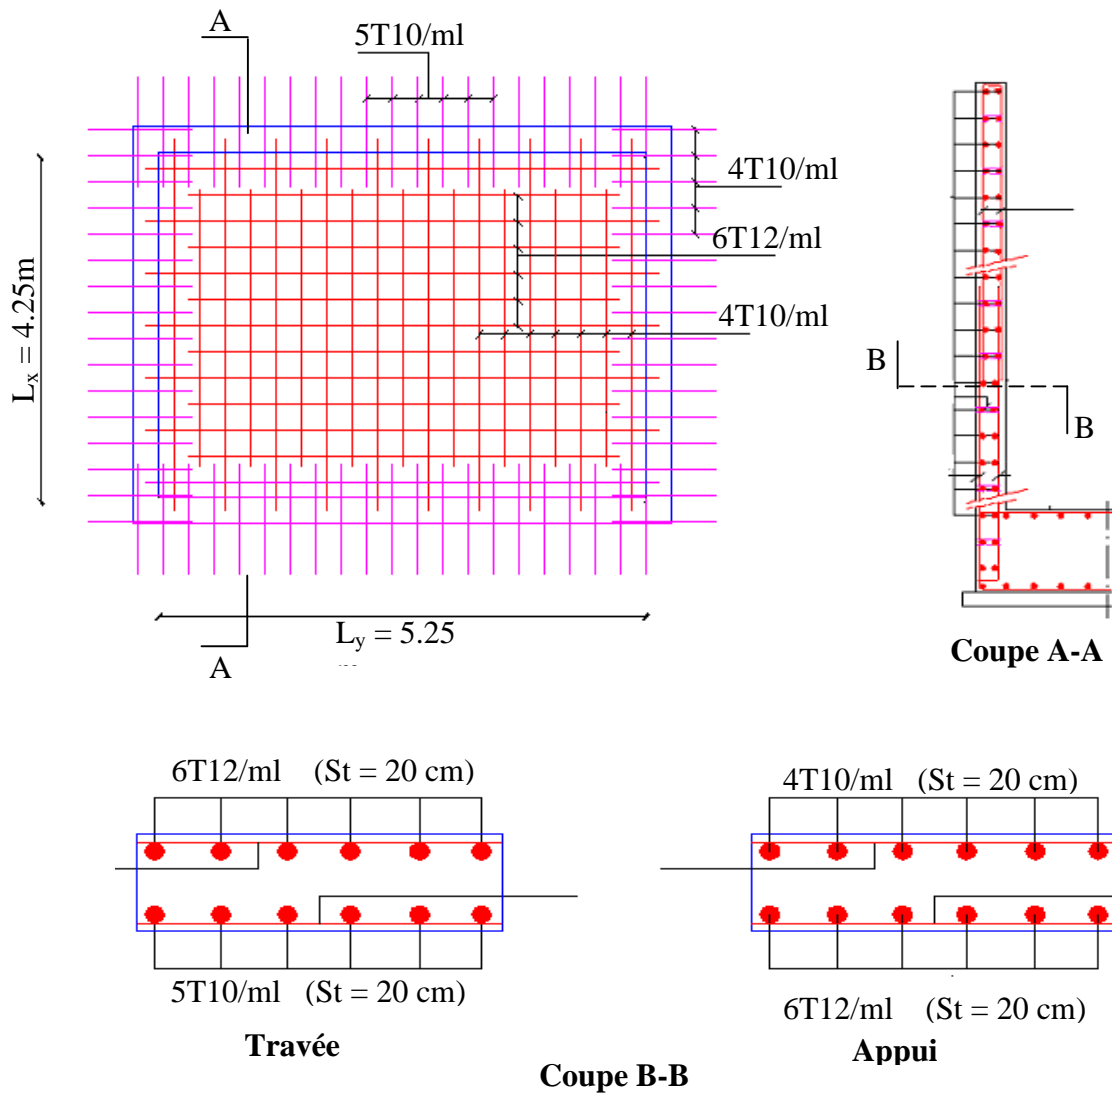 A
5T10/ml
4T10/ml
6T12/ml
4T10/ml
Lx = 4.25m
B
B
Ly = 5.25
A
Coupe A-A
6T12/ml (St = 20 cm)
4T10/ml (St = 20 cm)
5T10/ml (St = 20 cm)
6T12/ml (St = 20 cm)
Travée
Appui
Coupe B-B